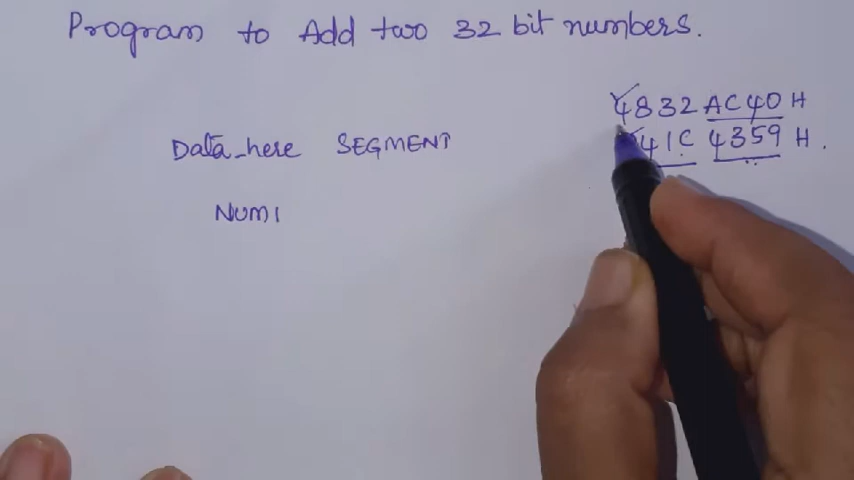 Program to Add two 32 bit numbers.
4832 AC40 H
41C 4359 H.
Data_here SEGMENT
NUM1